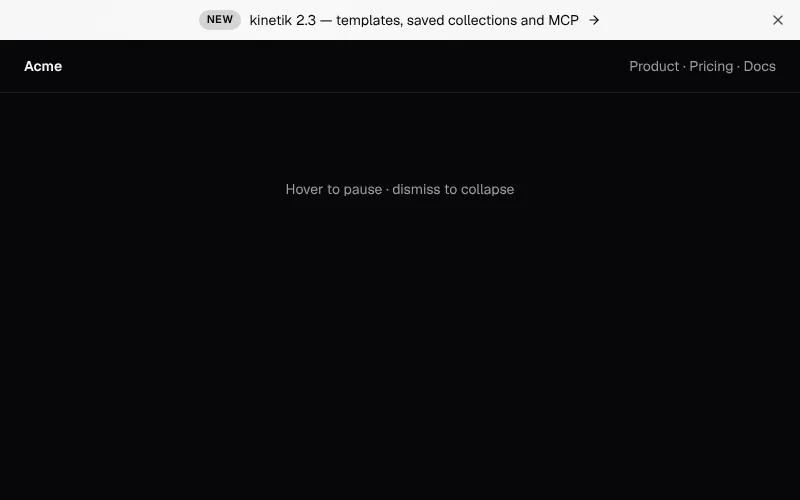 NEW kinetik 2.3 — templates, saved collections and MCP →
Acme
Product · Pricing · Docs
Hover to pause · dismiss to collapse